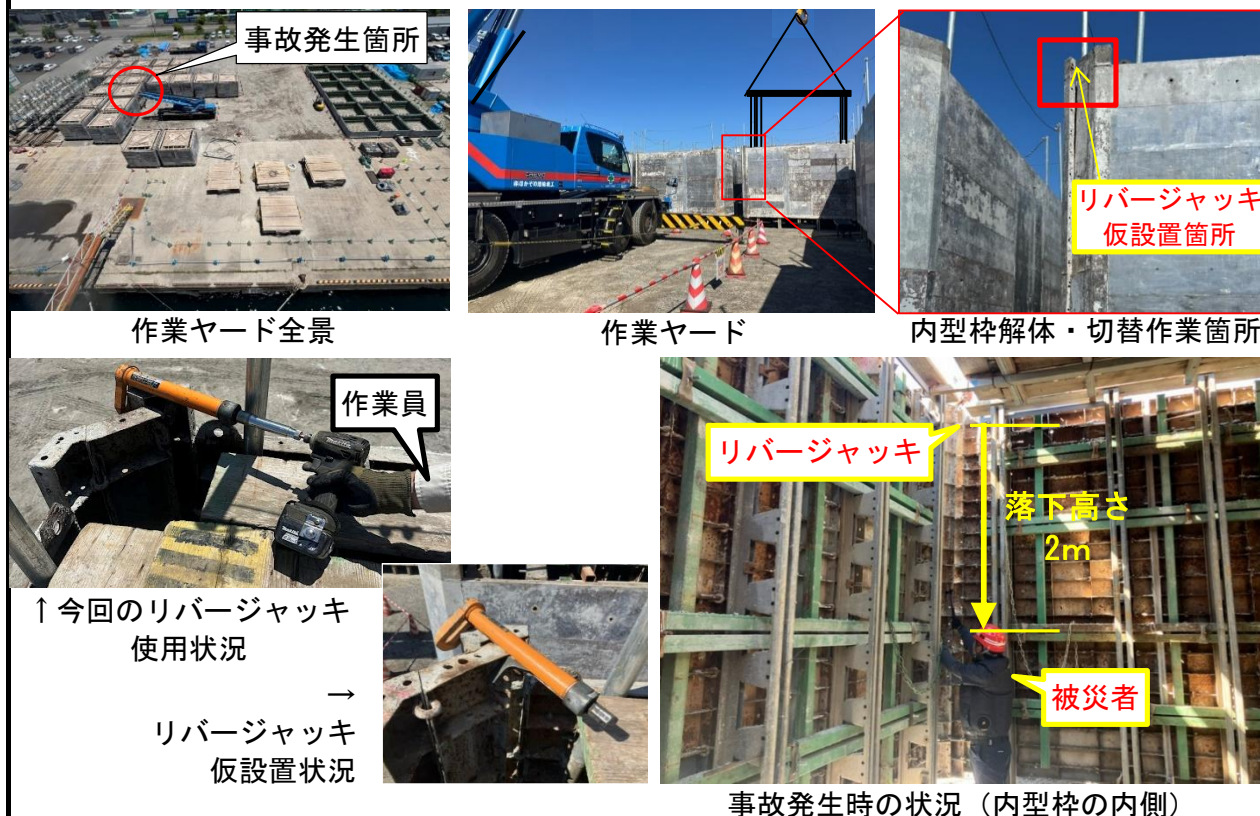 事故発生箇所
作業ヤード全景
作業ヤード
リバージャッキ
仮設置箇所
内型枠解体・切替作業箇所
作業員
↑今回のリバージャッキ
使用状況
→
リバージャッキ
仮設置状況
リバージャッキ
落下高さ
2m
被災者
事故発生時の状況（内型枠の内側）